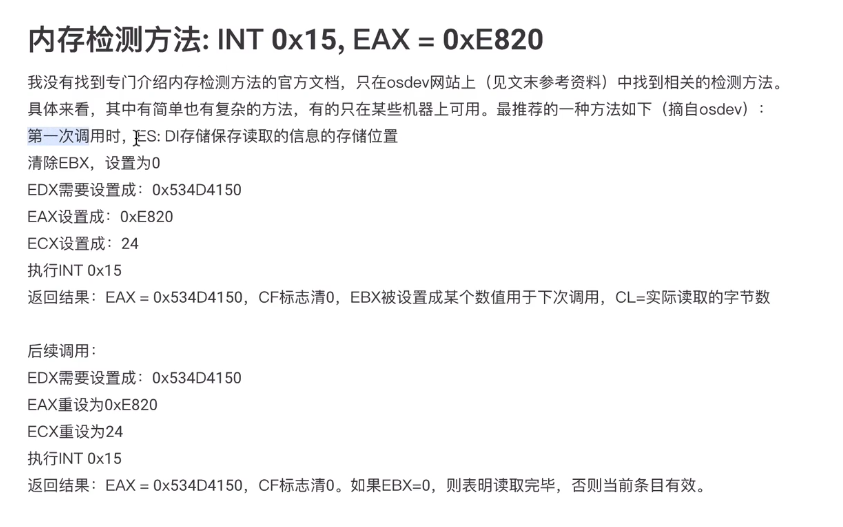 内存检测方法: INT 0x15, EAX = 0xE820
我没有找到专门介绍内存检测方法的官方文档，只在osdev网站上（见文末参考资料）中找到相关的检测方法。
具体来看，其中有简单也有复杂的方法，有的只在某些机器上可用。最推荐的一种方法如下（摘自osdev）：
第一次调用时，ES: DI存储保存读取的信息的存储位置
清除EBX，设置为0
EDX需要设置成：0x534D4150
EAX设置成：0xE820
ECX设置成：24
执行INT 0x15
返回结果：EAX = 0x534D4150，CF标志清0，EBX被设置成某个数值用于下次调用，CL=实际读取的字节数
后续调用：
EDX需要设置成：0x534D4150
EAX重设为0xE820
ECX重设为24
执行INT 0x15
返回结果：EAX = 0x534D4150，CF标志清0。如果EBX=0，则表明读取完毕，否则当前条目有效。